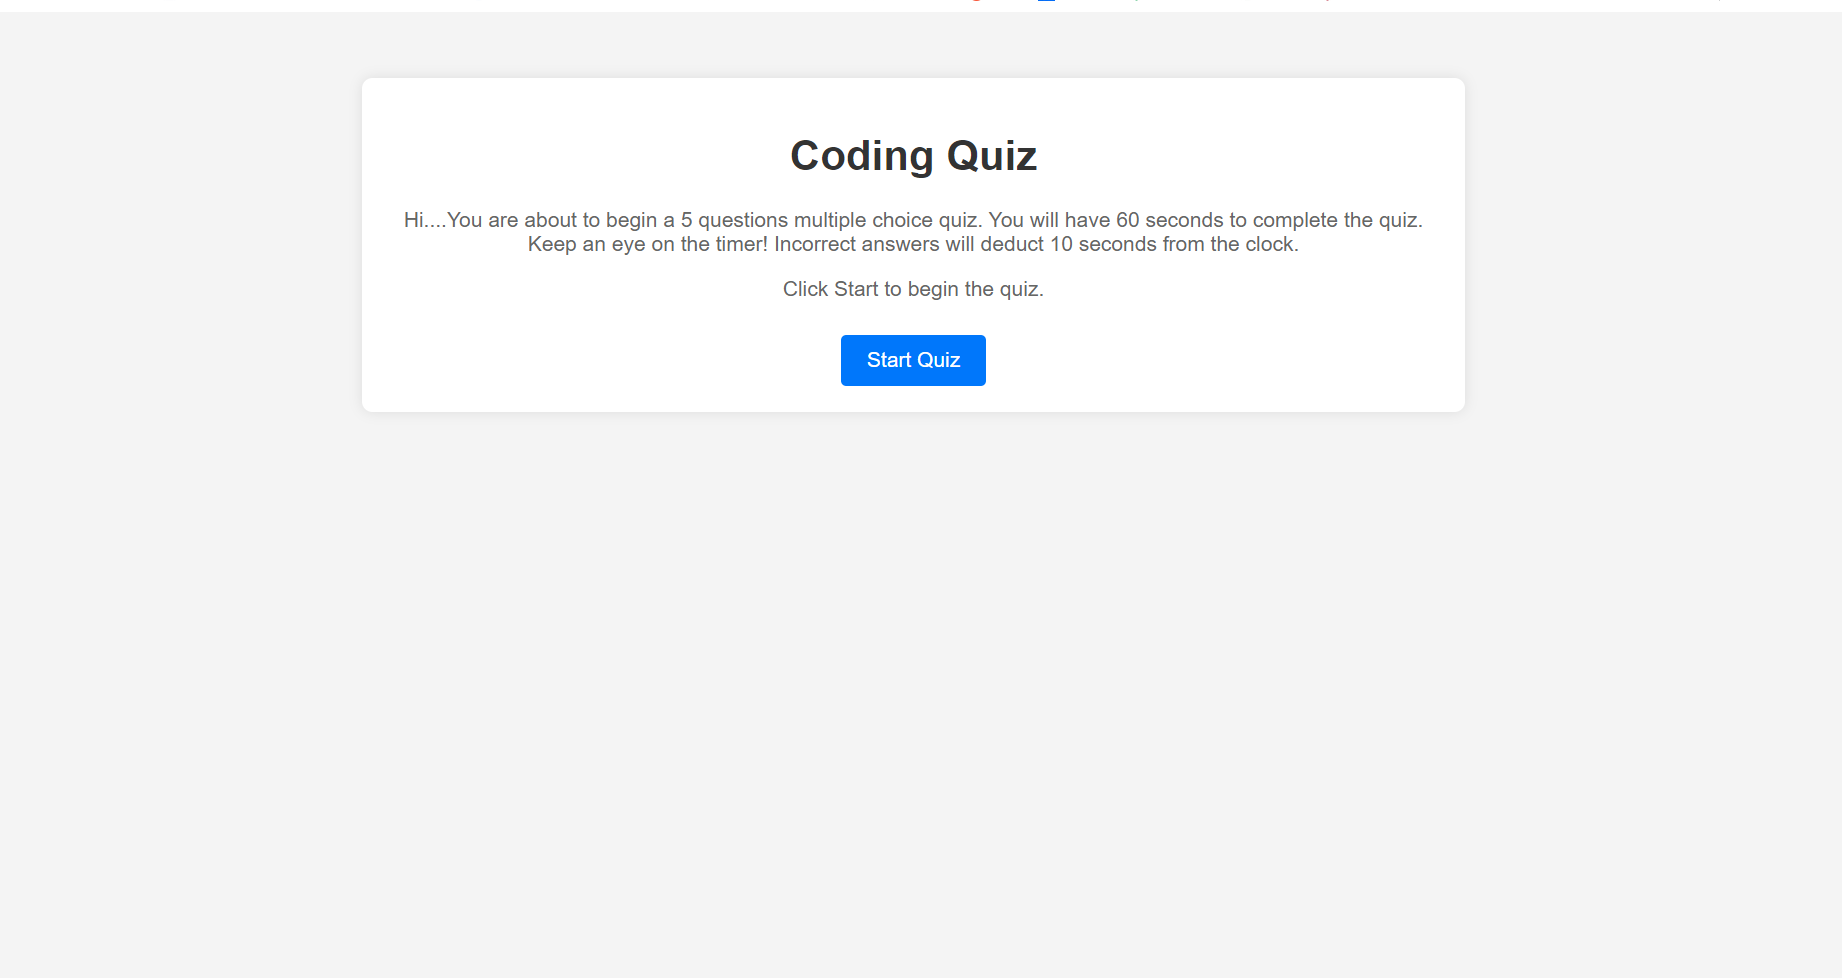 Coding Quiz
Hi....You are about to begin a 5 questions multiple choice quiz. You will have 60 seconds to complete the quiz.
Keep an eye on the timer! Incorrect answers will deduct 10 seconds from the clock.
Click Start to begin the quiz.
Start Quiz